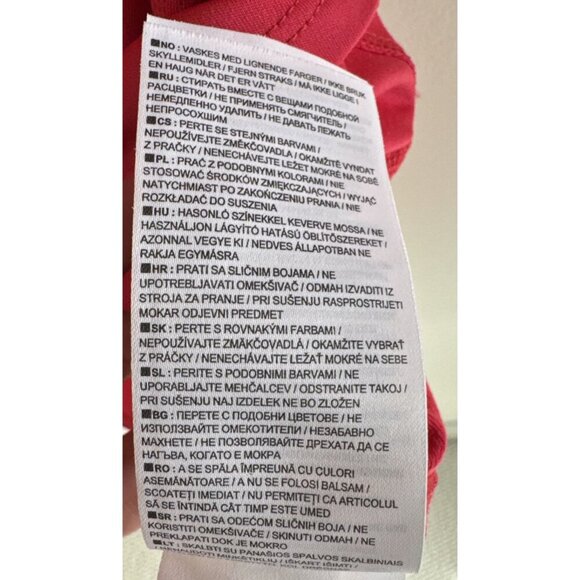 ■ NO : VASKES MED LIGNENDE FARGER / IKKE BRUK
SKYLLEMIDLER / FJERN STRAKS / MÅ IKKE LIGGE I
EN HAUG NÅR DET ER VÅTT
■ RU : СТИРАТЬ ВМЕСТЕ С ВЕЩАМИ ПОДОБНОЙ
РАСЦВЕТКИ / НЕ ПРИМЕНЯТЬ СМЯГЧИТЕЛЬ /
НЕМЕДЛЕННО УДАЛИТЬ / НЕ ДАВАТЬ ЛЕЖАТЬ
НЕПРОСОХШИМ
■ CS : PERTE SE STEJNÝMI BARVAMI /
NEPOUŽÍVEJTE ZMĚKČOVADLA / OKAMŽITĚ VYNDAT
Z PRAČKY / NENECHÁVEJTE LEŽET MOKRÉ NA SOBĚ
■ PL : PRAĆ Z PODOBNYMI KOLORAMI / NIE
STOSOWAĆ ŚRODKÓW ZMIĘKCZAJĄCYCH / WYJĄĆ
NATYCHMIAST PO ZAKOŃCZENIU PRANIA / NIE
ROZKŁADAĆ DO SUSZENIA
■ HU : HASONLÓ SZÍNEKKEL KEVERVE MOSSA / NE
HASZNÁLJON LÁGYÍTÓ HATÁSÚ ÖBLÍTŐSZEREKET /
AZONNAL VEGYE KI / NEDVES ÁLLAPOTBAN NE
RAKJA EGYMÁSRA
■ HR : PRATI SA SLIČNIM BOJAMA / NE
UPOTREBLJAVATI OMEKŠIVAČ / ODMAH IZVADITI IZ
STROJA ZA PRANJE / PRI SUŠENJU RASPROSTRIJETI
MOKAR ODJEVNI PREDMET
■ SK : PERTE S ROVNAKÝMI FARBAMI /
NEPOUŽÍVAJTE ZMÄKČOVADLÁ / OKAMŽITE VYBRAŤ
Z PRÁČKY / NENECHÁVAJTE LEŽAŤ MOKRÉ NA SEBE
■ SL : PERITE S PODOBNIMI BARVAMI / NE
UPORABLJAJTE MEHČALCEV / ODSTRANITE TAKOJ /
PRI SUŠENJU NAJ IZDELEK NE BO ZLOŽEN
■ BG : ПЕРЕТЕ С ПОДОБНИ ЦВЕТОВЕ / НЕ
ИЗПОЛЗВАЙТЕ ОМЕКОТИТЕЛИ / НЕЗАБАВНО
МАХНЕТЕ / НЕ ПОЗВОЛЯВАЙТЕ ДРЕХАТА ДА СЕ
НАГЪВА, КОГАТО Е МОКРА
■ RO : A SE SPĂLA ÎMPREUNĂ CU CULORI
ASEMĂNĂTOARE / A NU SE FOLOSI BALSAM /
SCOATEȚI IMEDIAT / NU PERMITEȚI CA ARTICOLUL
SĂ SE ÎNTINDĂ CÂT TIMP ESTE UMED
■ SR : PRATI SA ODEĆOM SLIČNIH BOJA / NE
KORISTITI OMEKŠIVAČE / SKINUTI ODMAH / NE
PREKLAPATI DOK JE MOKRO
■ LT : SKALBTI SU PANAŠIOS SPALVOS SKALBINIAIS
/ NENAUDOTI MINKŠTIKLIŲ / IŠKART IŠIMTI